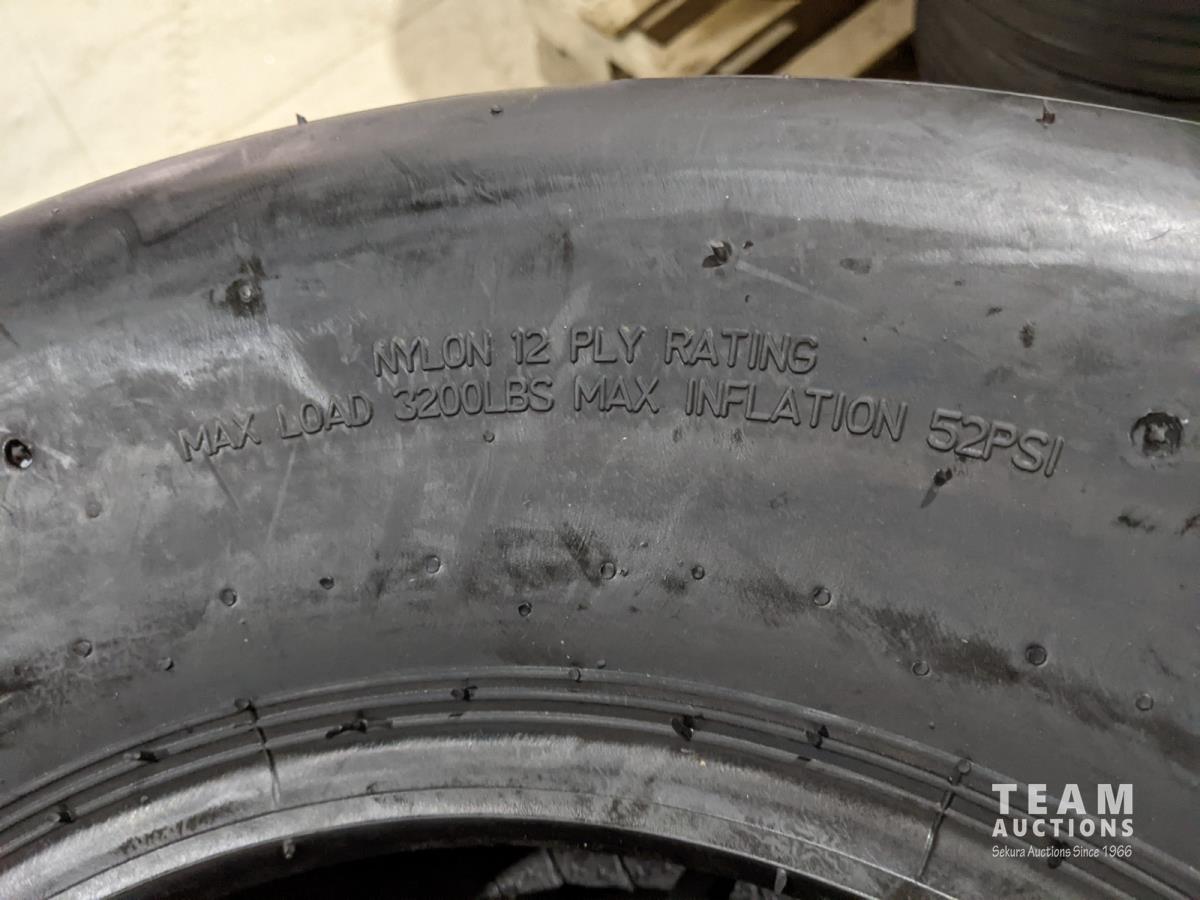 NYLON 12 PLY RATING
MAX LOAD 3200LBS MAX INFLATION 52PSI
TEAM
AUCTIONS
Sekura Auctions Since 1966